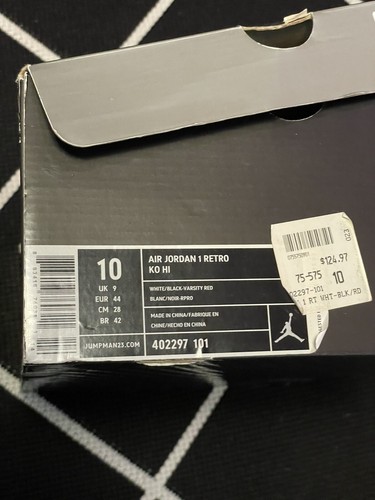 023
$124.97
75-575 10
02297-101
1 RT WHT-BLK/RD
10
UK 9
EUR 44
CM 28
BR 42
AIR JORDAN 1 RETRO
KO HI
WHITE/BLACK-VARSITY RED
BLANC/NOIR-RPRO
MADE IN CHINA/FABRIQUE EN
CHINE/HECHO EN CHINA
JUMPMAN23.COM
402297 101